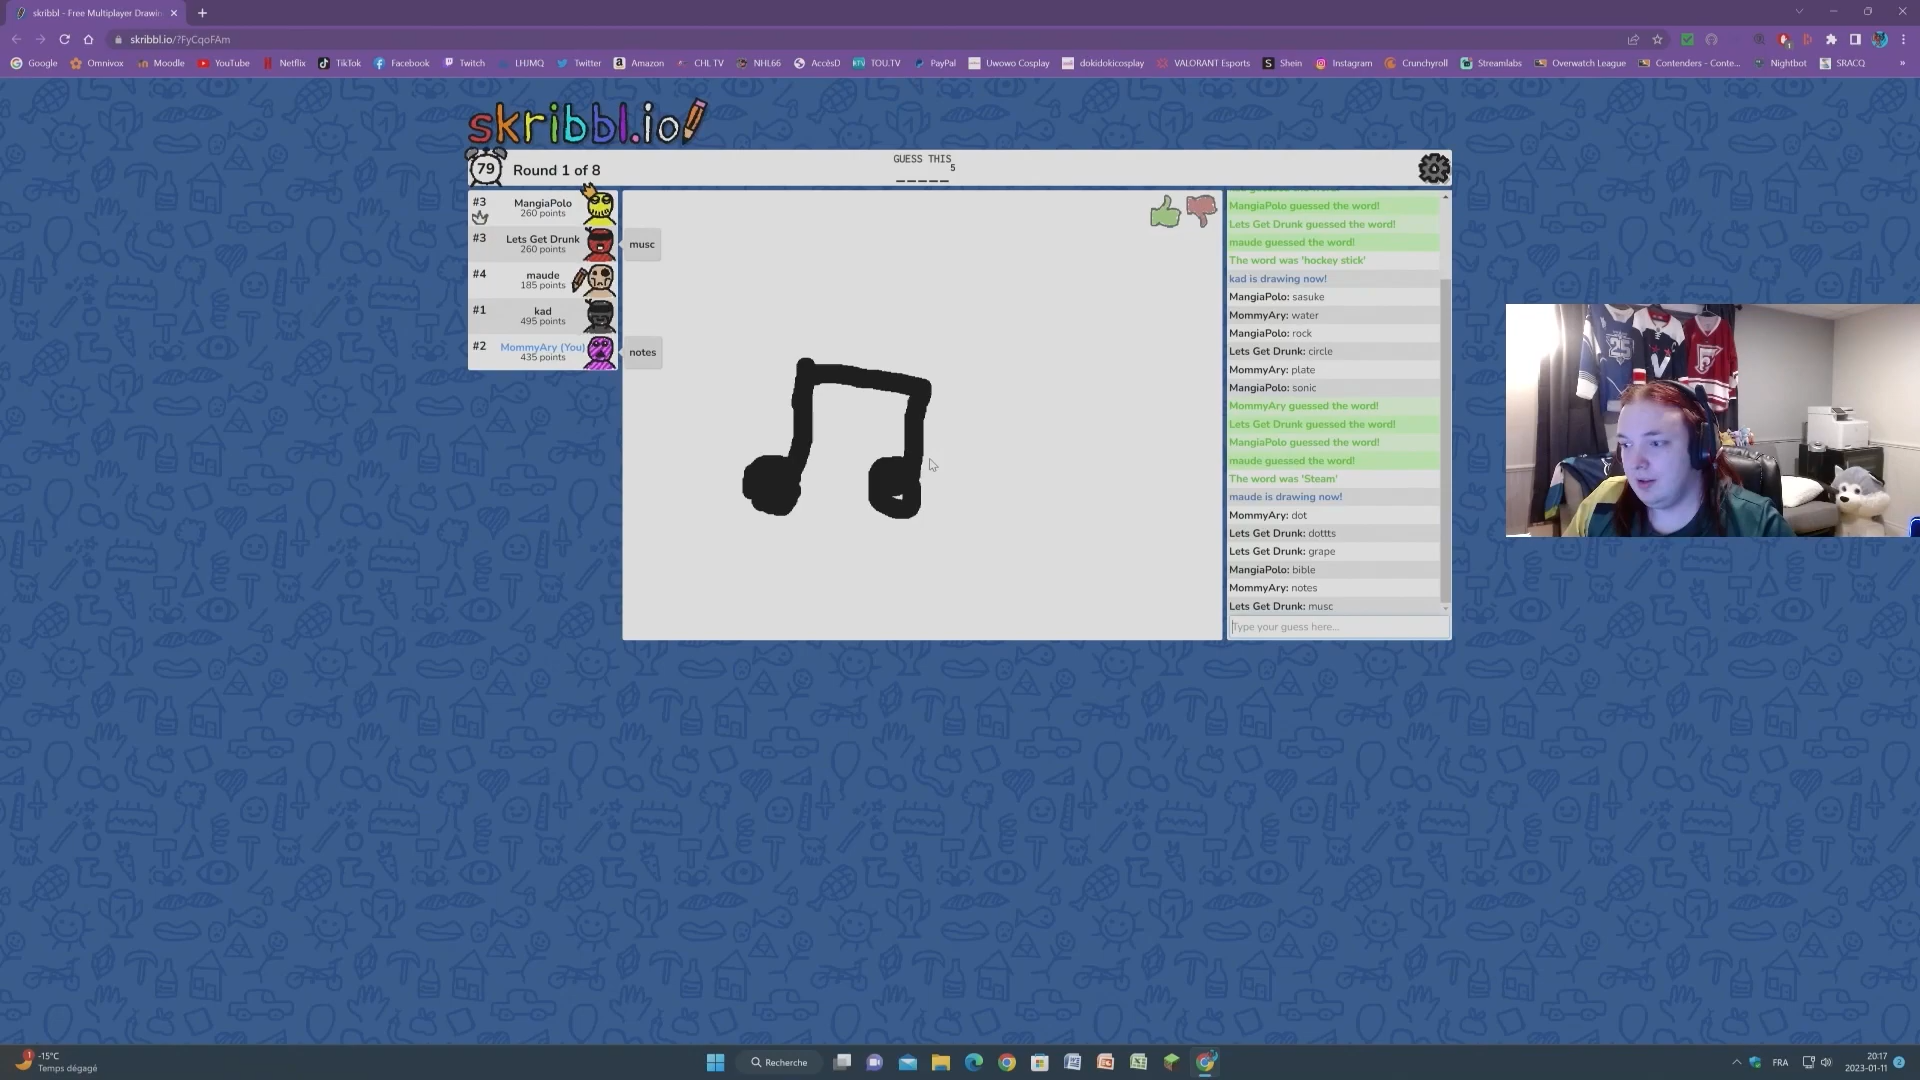 skribbl - Free Multiplayer Drawin
skribbl.io/?FyCqoFAm
Google Omnivox Moodle YouTube Netflix TikTok Facebook Twitch LHJMQ Twitter Amazon CHL TV NHL66 AccèsD TOU.TV PayPal Uwowo Cosplay dokidokicosplay VALORANT Esports Shein Instagram Crunchyroll Streamlabs Overwatch League Contenders - Conte... Nightbot SRACQ »
skribbl.io
79 Round 1 of 8
GUESS THIS
_____ 5
#3 MangiaPolo
260 points
#3 Lets Get Drunk
260 points
musc
#4 maude
185 points
#1 kad
495 points
#2 MommyAry (You)
435 points
notes
MangiaPolo guessed the word!
Lets Get Drunk guessed the word!
maude guessed the word!
The word was 'hockey stick'
kad is drawing now!
MangiaPolo: sasuke
MommyAry: water
MangiaPolo: rock
Lets Get Drunk: circle
MommyAry: plate
MangiaPolo: sonic
MommyAry guessed the word!
Lets Get Drunk guessed the word!
MangiaPolo guessed the word!
maude guessed the word!
The word was 'Steam'
maude is drawing now!
MommyAry: dot
Lets Get Drunk: dottts
Lets Get Drunk: grape
MangiaPolo: bible
MommyAry: notes
Lets Get Drunk: musc
Type your guess here...
25
1 -15°C
Temps dégagé
Recherche
FRA
20:17
2023-01-11
2